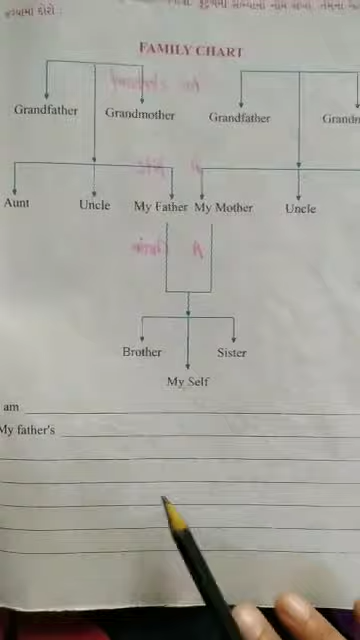 હરયામાં દોરો :
FAMILY CHART
Grandfather Grandmother Grandfather
Aunt Uncle My Father My Mother Uncle
Brother Sister
My Self
am
My father's